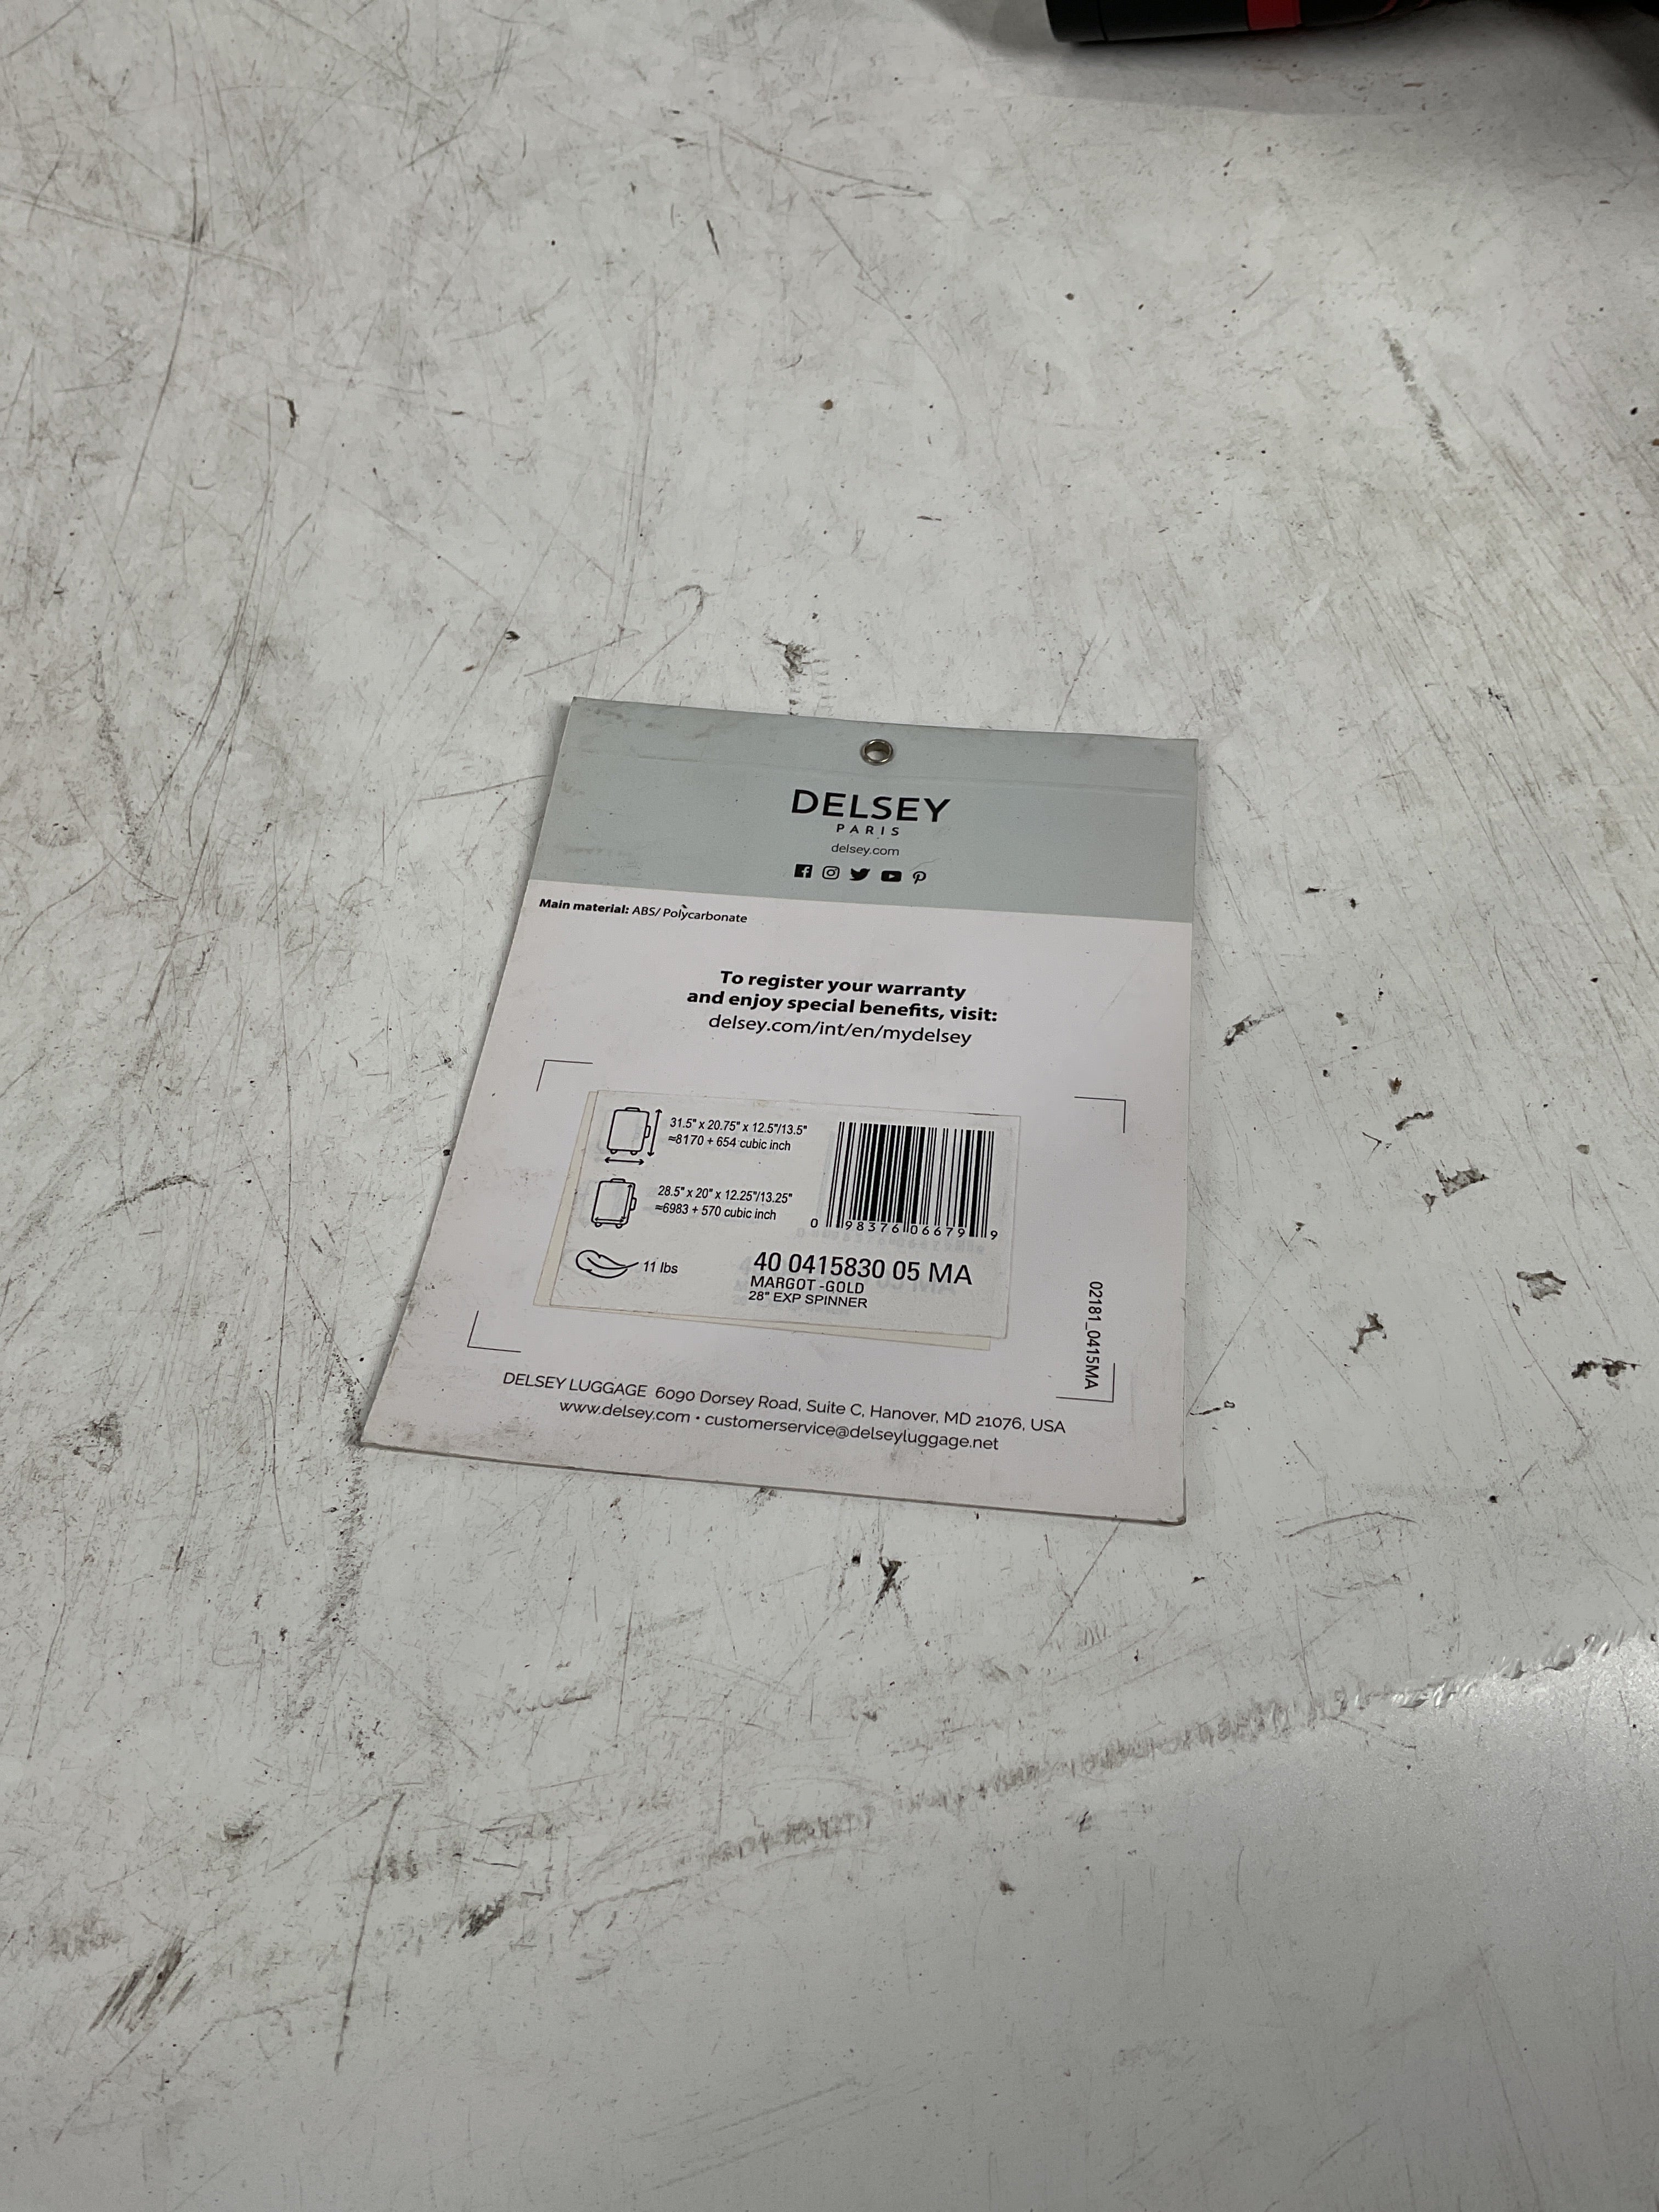 DELSEY
PARIS
delsey.com
Main material: ABS/ Polycarbonate
To register your warranty
and enjoy special benefits, visit:
delsey.com/int/en/mydelsey
31.5" x 20.75" x 12.5"/13.5"
≈8170 + 654 cubic inch
28.5" x 20" x 12.25"/13.25"
≈6983 + 570 cubic inch
11 lbs
0 98376 06679 9
40 0415830 05 MA
MARGOT -GOLD
28" EXP SPINNER
02181_0415MA
DELSEY LUGGAGE 6090 Dorsey Road, Suite C, Hanover, MD 21076, USA
www.delsey.com • customerservice@delseyluggage.net